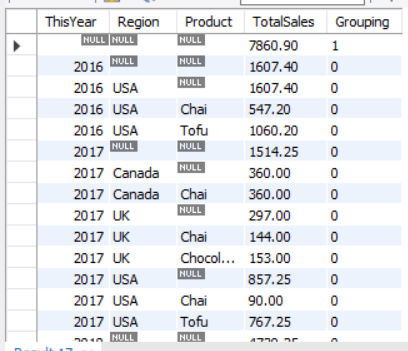 ThisYear Region Product TotalSales Grouping
NULL NULL NULL 7860.90 1
2016 NULL NULL 1607.40 0
2016 USA NULL 1607.40 0
2016 USA Chai 547.20 0
2016 USA Tofu 1060.20 0
2017 NULL NULL 1514.25 0
2017 Canada NULL 360.00 0
2017 Canada Chai 360.00 0
2017 UK NULL 297.00 0
2017 UK Chai 144.00 0
2017 UK Chocol... 153.00 0
2017 USA NULL 857.25 0
2017 USA Chai 90.00 0
2017 USA Tofu 767.25 0
2018 NULL NULL 4739.25 0
Result 17